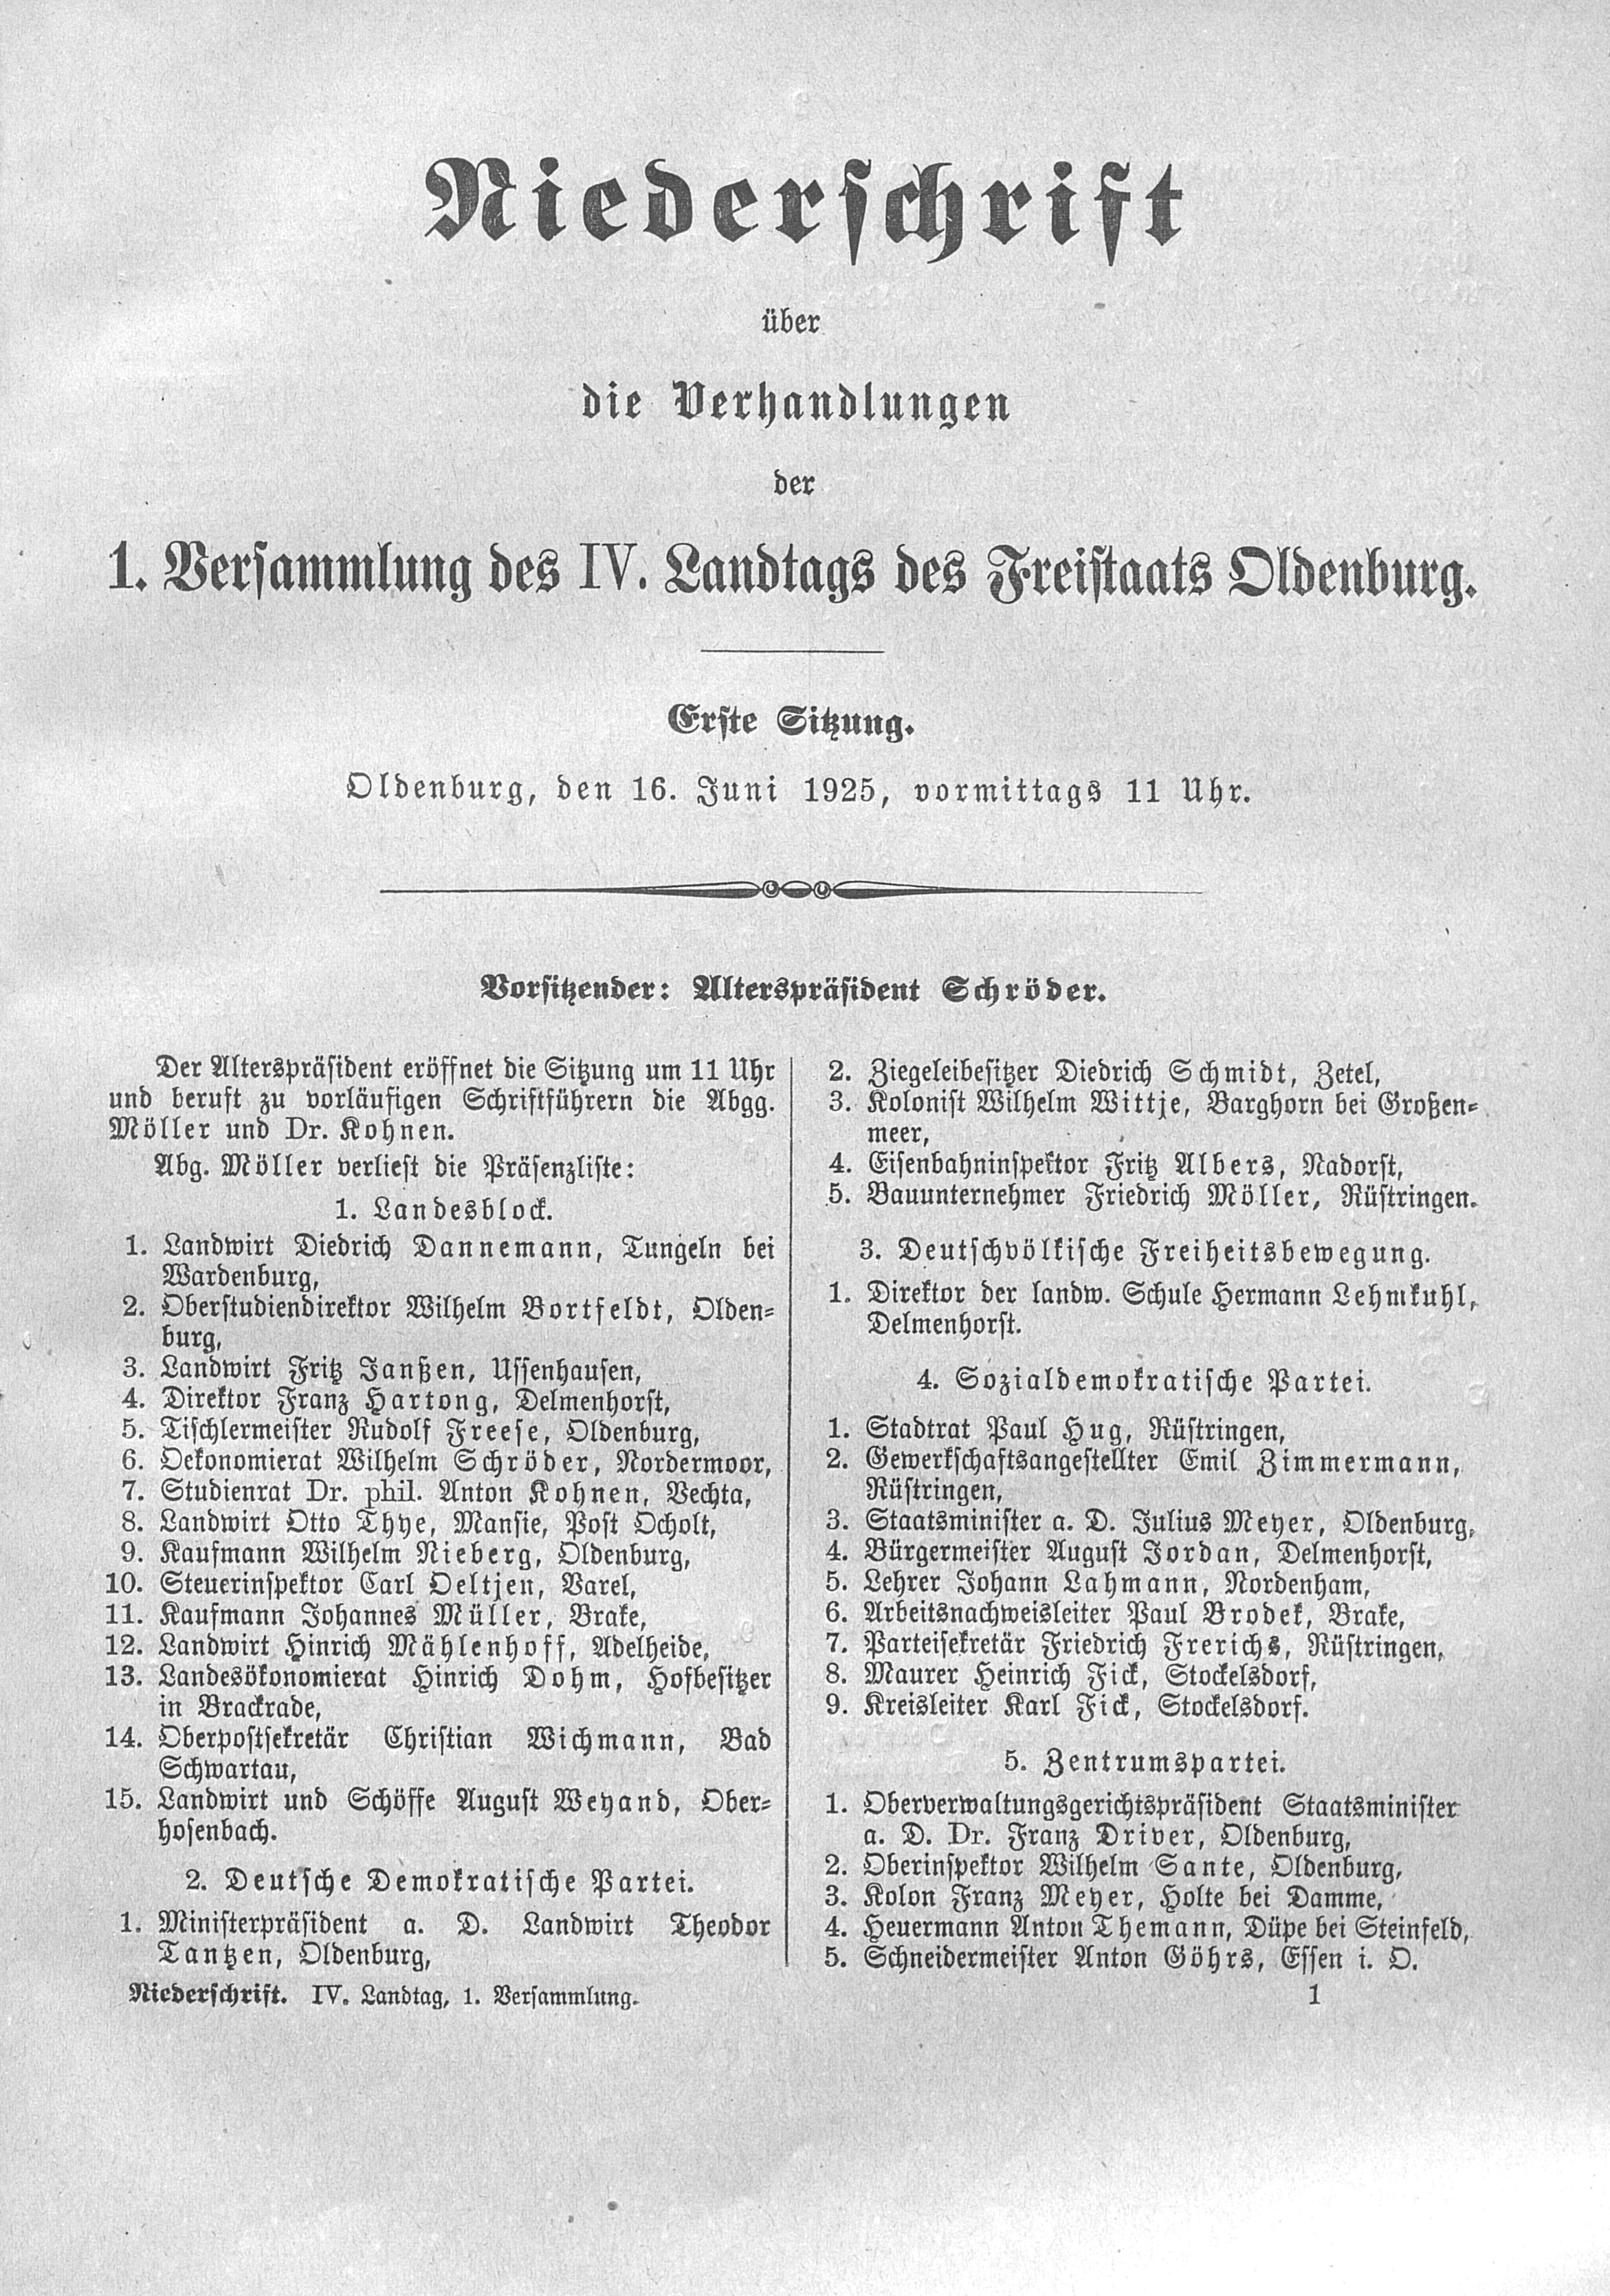 Niederschrift
über
die Verhandlungen
der
1. Versammlung des IV. Landtags des Freistaats Oldenburg.
Erste Sitzung.
Oldenburg, den 16. Juni 1925, vormittags 11 Uhr.
Vorsitzender: Alterspräsident Schröder.
Der Alterspräsident eröffnet die Sitzung um 11 Uhr
und beruft zu vorläufigen Schriftführern die Abgg.
Möller und Dr. Kohnen.
Abg. Möller verliest die Präsenzliste:
1. Landesblock.
1. Landwirt Diedrich Dannemann, Tungeln bei
Wardenburg,
2. Oberstudiendirektor Wilhelm Bortfeldt, Olden-
burg,
3. Landwirt Fritz Janßen, Ussenhausen,
4. Direktor Franz Hartong, Delmenhorst,
5. Tischlermeister Rudolf Freese, Oldenburg,
6. Oekonomierat Wilhelm Schröder, Nordermoor,
7. Studienrat Dr. phil. Anton Kohnen, Vechta,
8. Landwirt Otto Thye, Mansie, Post Ocholt,
9. Kaufmann Wilhelm Nieberg, Oldenburg,
10. Steuerinspektor Carl Oeltjen, Varel,
11. Kaufmann Johannes Müller, Brake,
12. Landwirt Hinrich Mählenhoff, Adelheide,
13. Landesökonomierat Hinrich Dohm, Hofbesitzer
in Brackrade,
14. Oberpostsekretär Christian Wichmann, Bad
Schwartau,
15. Landwirt und Schöffe August Weyand, Ober-
hosenbach.
2. Deutsche Demokratische Partei.
1. Ministerpräsident a. D. Landwirt Theodor
Tantzen, Oldenburg,
2. Ziegeleibesitzer Diedrich Schmidt, Zetel,
3. Kolonist Wilhelm Wittje, Barghorn bei Großen-
meer,
4. Eisenbahninspektor Fritz Albers, Nadorst,
5. Bauunternehmer Friedrich Möller, Rüstringen.
3. Deutschvölkische Freiheitsbewegung.
1. Direktor der landw. Schule Hermann Lehmkuhl,
Delmenhorst.
4. Sozialdemokratische Partei.
1. Stadtrat Paul Hug, Rüstringen,
2. Gewerkschaftsangestellter Emil Zimmermann,
Rüstringen,
3. Staatsminister a. D. Julius Meyer, Oldenburg,
4. Bürgermeister August Jordan, Delmenhorst,
5. Lehrer Johann Lahmann, Nordenham,
6. Arbeitsnachweisleiter Paul Brodek, Brake,
7. Parteisekretär Friedrich Frerichs, Rüstringen,
8. Maurer Heinrich Fick, Stockelsdorf,
9. Kreisleiter Karl Fick, Stockelsdorf.
5. Zentrumspartei.
1. Oberverwaltungsgerichtspräsident Staatsminister
a. D. Dr. Franz Driver, Oldenburg,
2. Oberinspektor Wilhelm Sante, Oldenburg,
3. Kolon Franz Meyer, Holte bei Damme,
4. Heuermann Anton Themann, Düpe bei Steinfeld,
5. Schneidermeister Anton Göhrs, Essen i. O.
Niederschrift. IV. Landtag, 1. Versammlung.
1